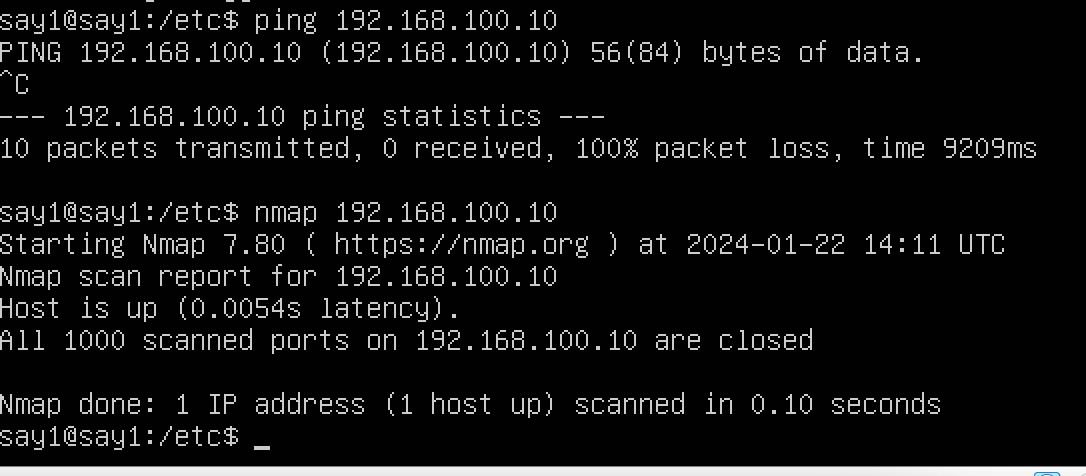 say1@say1:/etc$ ping 192.168.100.10
PING 192.168.100.10 (192.168.100.10) 56(84) bytes of data.
^C
--- 192.168.100.10 ping statistics ---
10 packets transmitted, 0 received, 100% packet loss, time 9209ms
say1@say1:/etc$ nmap 192.168.100.10
Starting Nmap 7.80 ( https://nmap.org ) at 2024-01-22 14:11 UTC
Nmap scan report for 192.168.100.10
Host is up (0.0054s latency).
All 1000 scanned ports on 192.168.100.10 are closed
Nmap done: 1 IP address (1 host up) scanned in 0.10 seconds
say1@say1:/etc$ _